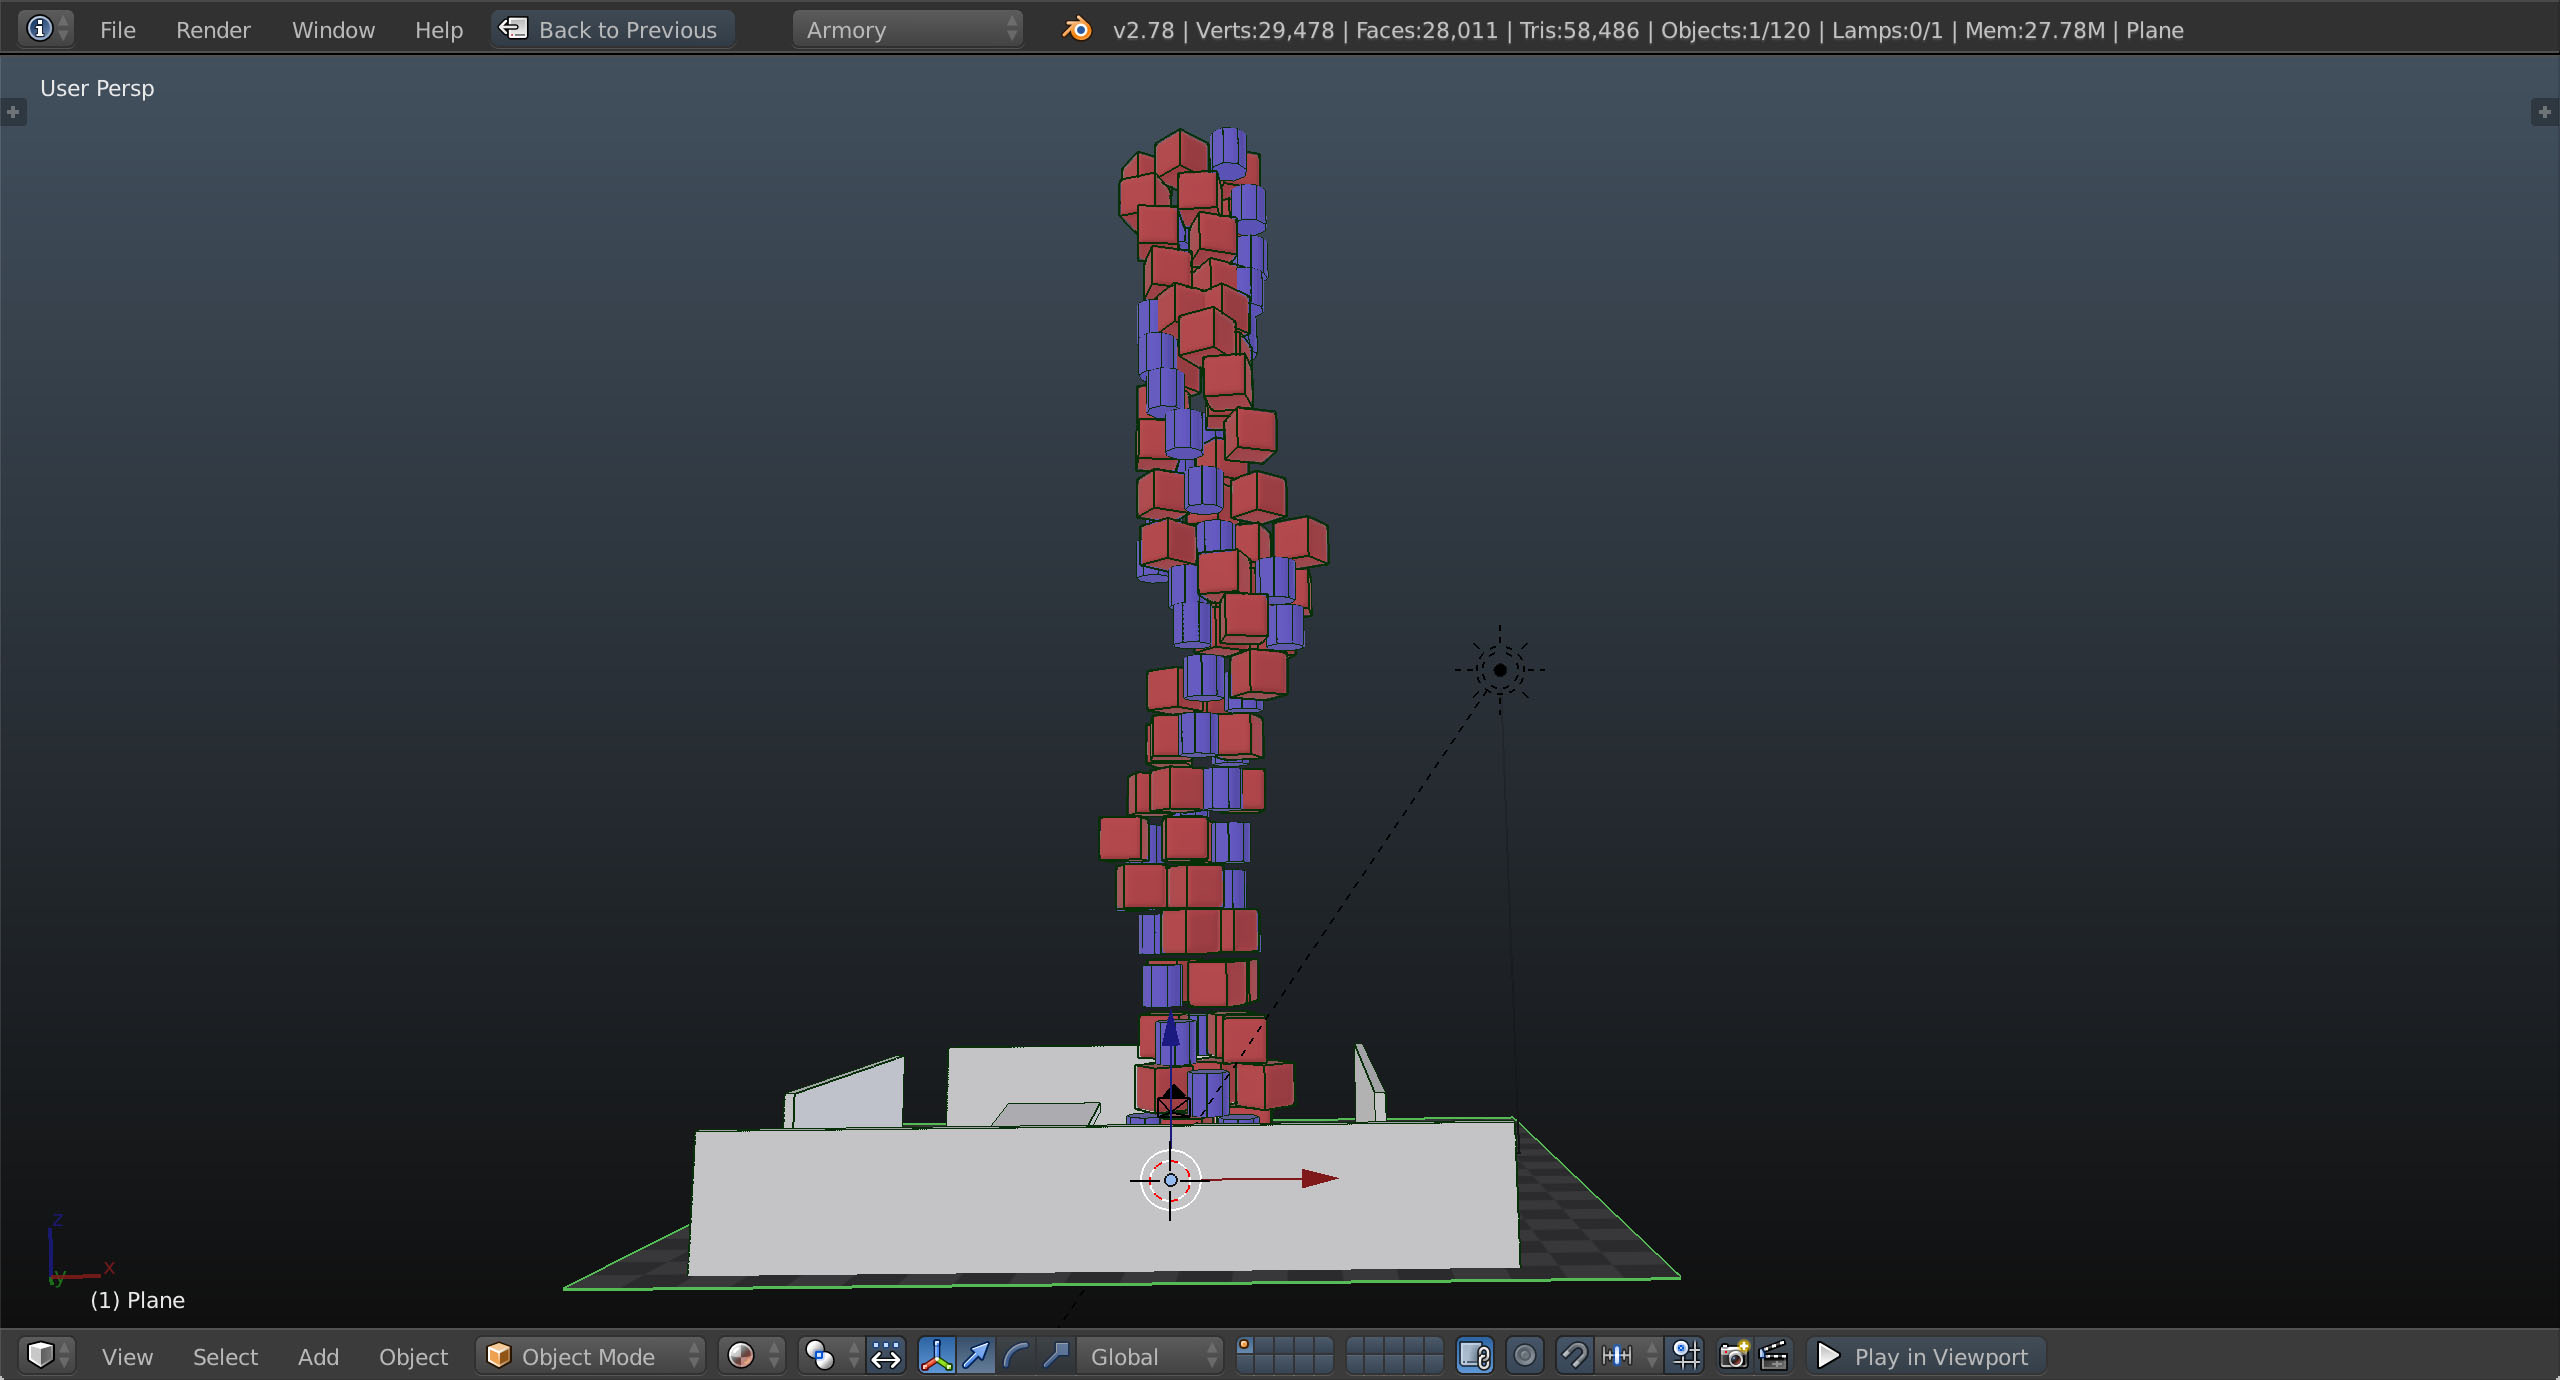 File Render Window Help Back to Previous Armory v2.78 | Verts:29,478 | Faces:28,011 | Tris:58,486 | Objects:1/120 | Lamps:0/1 | Mem:27.78M | Plane
User Persp
z
y x
(1) Plane
View Select Add Object Object Mode Global Play in Viewport